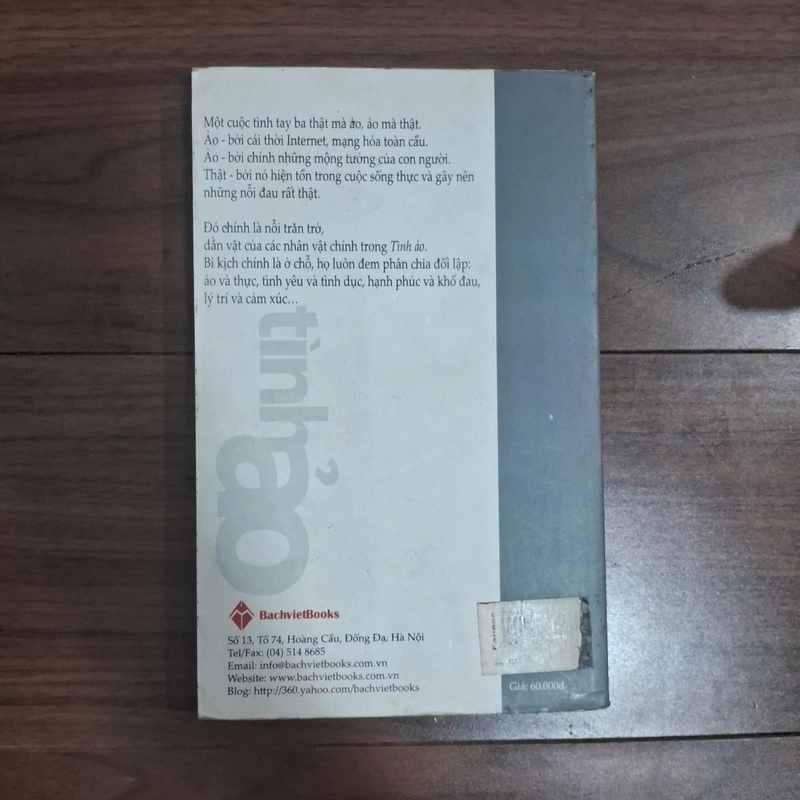 Một cuộc tình tay ba thật mà ảo, ảo mà thật.
Ảo - bởi cái thời Internet, mạng hóa toàn cầu.
Ảo - bởi chính những mộng tưởng của con người.
Thật - bởi nó hiện tồn trong cuộc sống thực và gây nên
những nỗi đau rất thật.
Đó chính là nỗi trăn trở,
dằn vặt của các nhân vật chính trong Tình ảo.
Bi kịch chính là ở chỗ, họ luôn đem phân chia đối lập:
ảo và thực, tình yêu và tình dục, hạnh phúc và khổ đau,
lý trí và cảm xúc...
tình ảo
BachvietBooks
Số 13, Tổ 74, Hoàng Cầu, Đống Đa, Hà Nội
Tel/Fax: (04) 514 8685
Email: info@bachvietbooks.com.vn
Website: www.bachvietbooks.com.vn
Blog: http://360.yahoo.com/bachvietbooks
Giá: 60.000đ